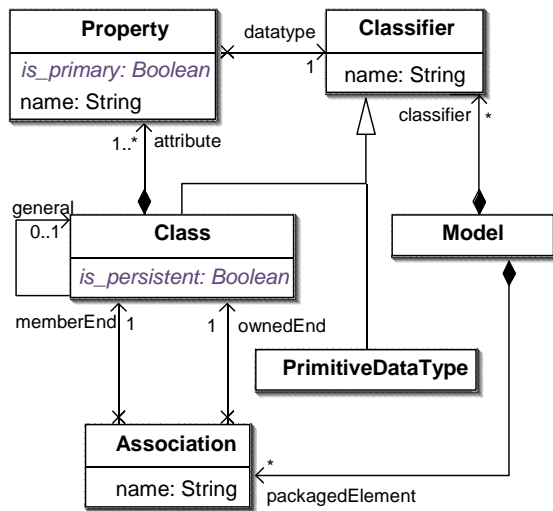 Property
is_primary: Boolean
name: String
datatype
1
Classifier
name: String
1..*
attribute
classifier
*
general
0..1
Class
is_persistent: Boolean
Model
memberEnd
1
1
ownedEnd
PrimitiveDataType
Association
name: String
*
packagedElement